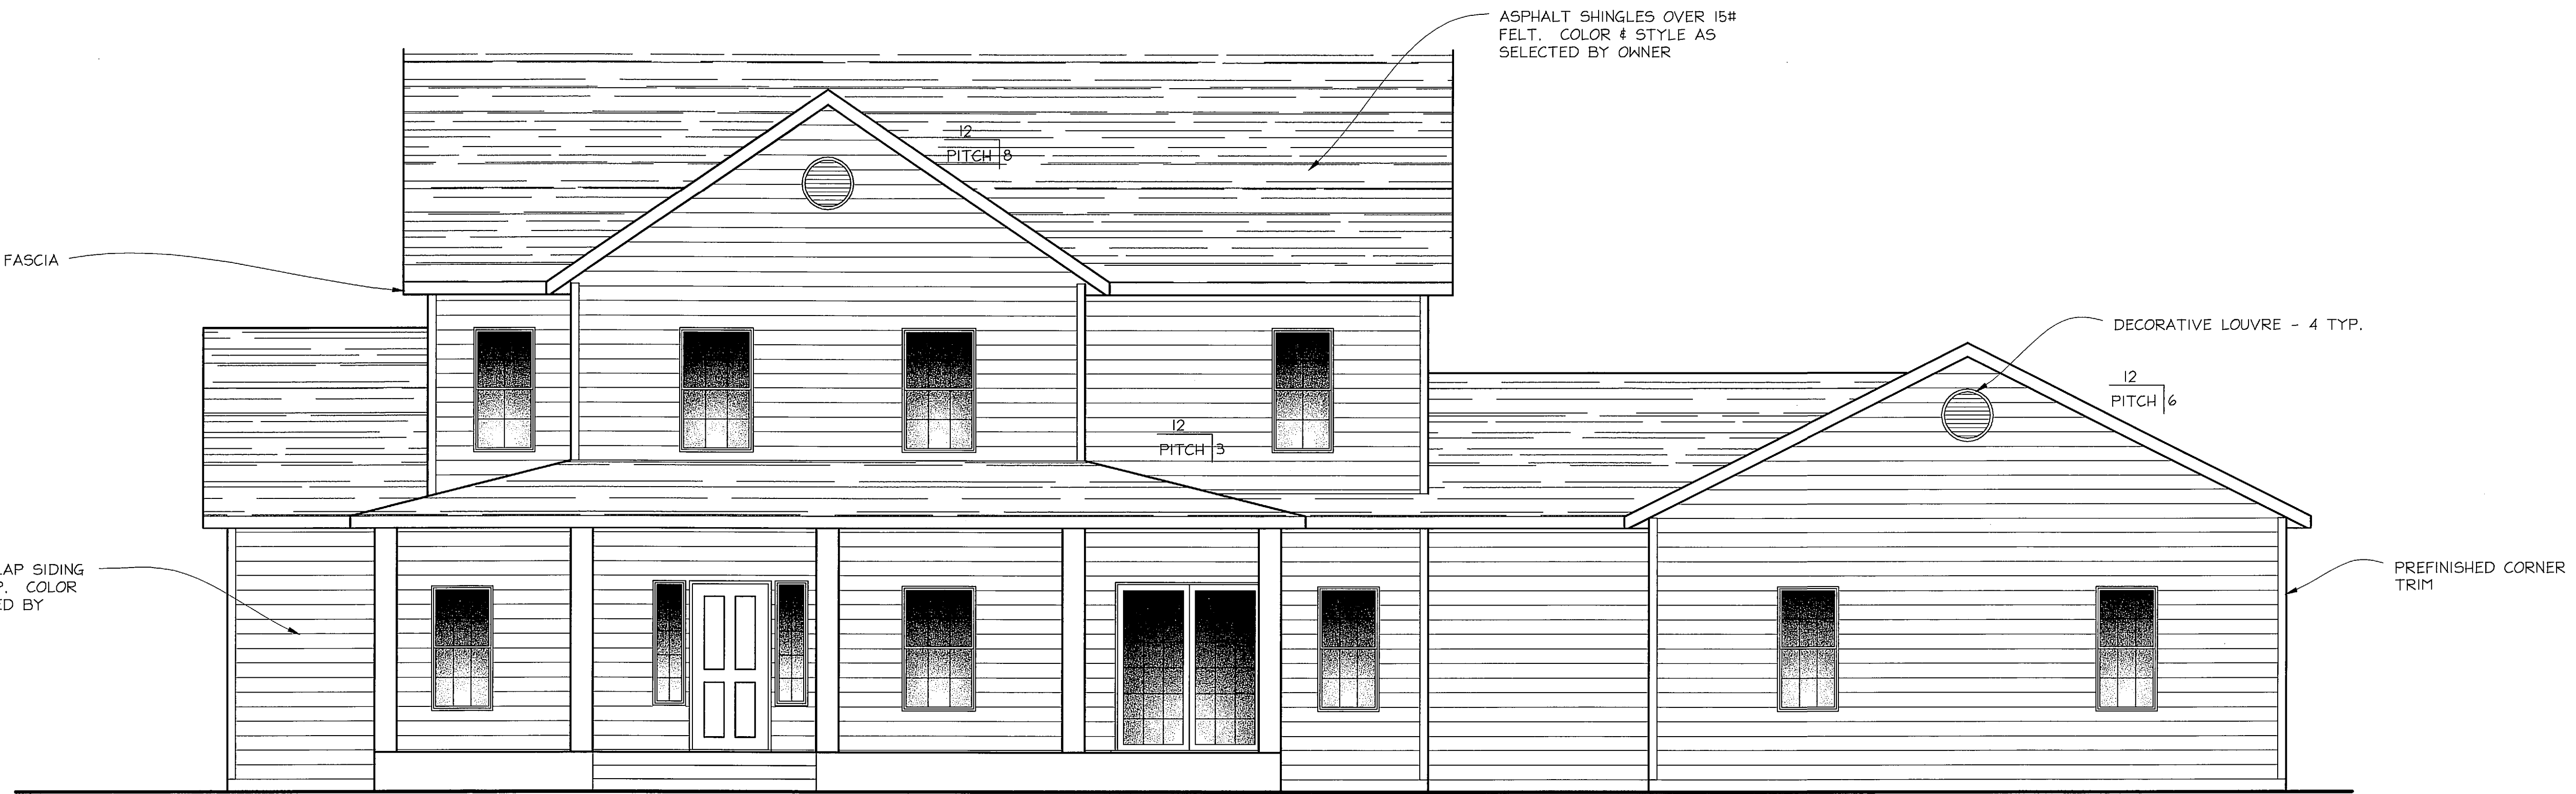 ASPHALT SHINGLES OVER 15#
FELT. COLOR & STYLE AS
SELECTED BY OWNER
12
PITCH 8
FASCIA
DECORATIVE LOUVRE - 4 TYP.
12
PITCH 6
12
PITCH 3
LAP SIDING
P. COLOR
ED BY
PREFINISHED CORNER
TRIM